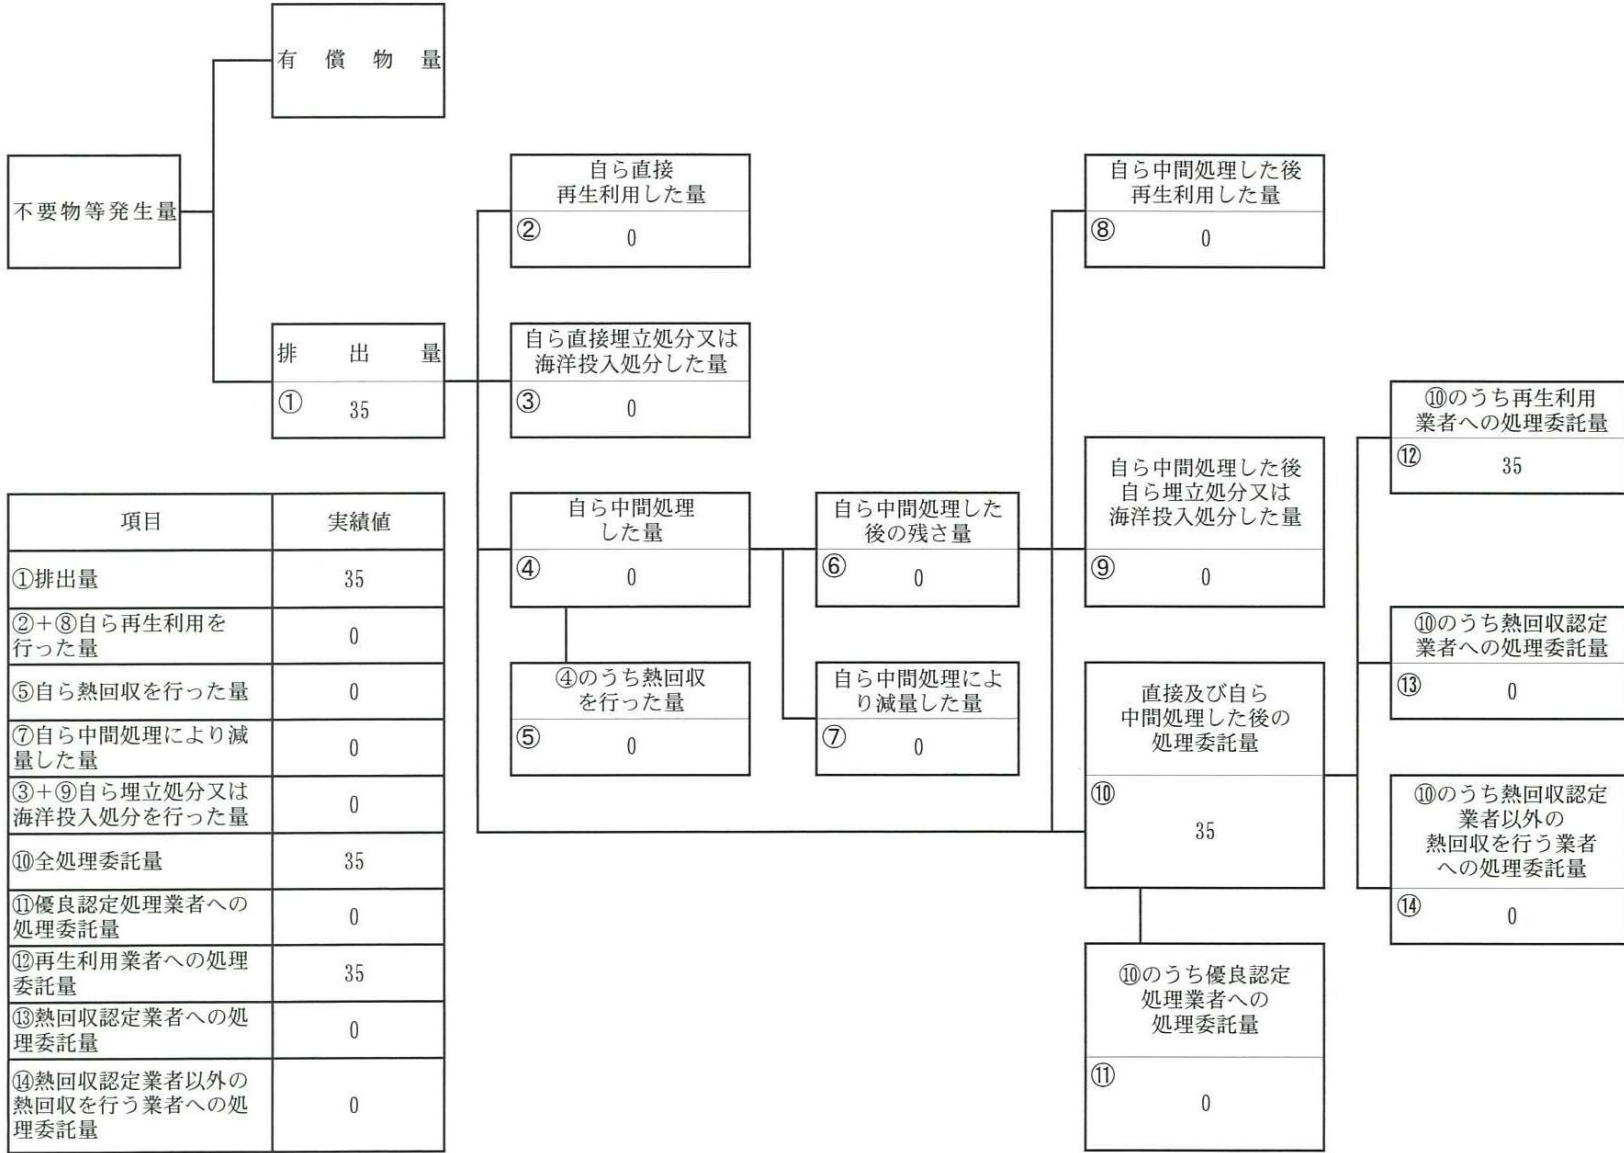 有償物量
不要物等発生量
排出量
① 35
自ら直接
再生利用した量
② 0
自ら直接埋立処分又は
海洋投入処分した量
③ 0
自ら中間処理
した量
④ 0
④のうち熱回収
を行った量
⑤ 0
自ら中間処理した
後の残さ量
⑥ 0
自ら中間処理によ
り減量した量
⑦ 0
自ら中間処理した後
再生利用した量
⑧ 0
自ら中間処理した後
自ら埋立処分又は
海洋投入処分した量
⑨ 0
直接及び自ら
中間処理した後の
処理委託量
⑩
35
⑩のうち優良認定
処理業者への
処理委託量
⑪
0
⑩のうち再生利用
業者への処理委託量
⑫ 35
⑩のうち熱回収認定
業者への処理委託量
⑬ 0
⑩のうち熱回収認定
業者以外の
熱回収を行う業者
への処理委託量
⑭ 0
項目 実績値
①排出量 35
②+⑧自ら再生利用を
行った量 0
⑤自ら熱回収を行った量 0
⑦自ら中間処理により減
量した量 0
③+⑨自ら埋立処分又は
海洋投入処分を行った量 0
⑩全処理委託量 35
⑪優良認定処理業者への
処理委託量 0
⑫再生利用業者への処理
委託量 35
⑬熱回収認定業者への処
理委託量 0
⑭熱回収認定業者以外の
熱回収を行う業者への処
理委託量 0